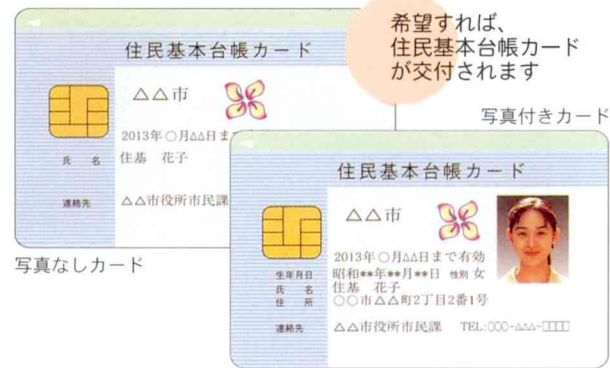 希望すれば、
住民基本台帳カード
が交付されます
住民基本台帳カード
△△市
2013年○月△△日ま
氏 名 住基 花子
連絡先 △△市役所市民課
写真なしカード
写真付きカード
住民基本台帳カード
△△市
2013年○月△△日まで有効
生年月日 昭和**年**月**日 性別 女
氏 名 住基 花子
住 所 ○○市△△町2丁目2番1号
連絡先 △△市役所市民課 TEL:○○○-△△△-□□□□